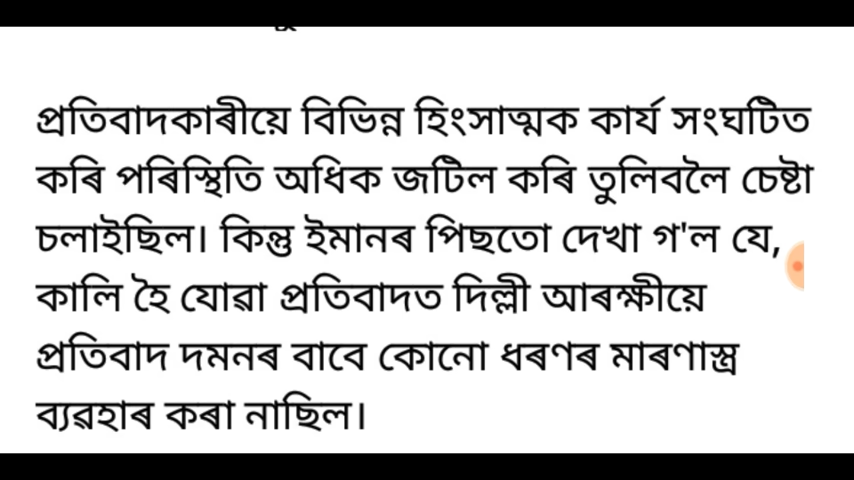 প্ৰতিবাদকাৰীয়ে বিভিন্ন হিংসাত্মক কাৰ্য সংঘটিত
কৰি পৰিস্থিতি অধিক জটিল কৰি তুলিবলৈ চেষ্টা
চলাইছিল। কিন্তু ইমানৰ পিছতো দেখা গ'ল যে,
কালি হৈ যোৱা প্ৰতিবাদত দিল্লী আৰক্ষীয়ে
প্ৰতিবাদ দমনৰ বাবে কোনো ধৰণৰ মাৰণাস্ত্ৰ
ব্যৱহাৰ কৰা নাছিল।